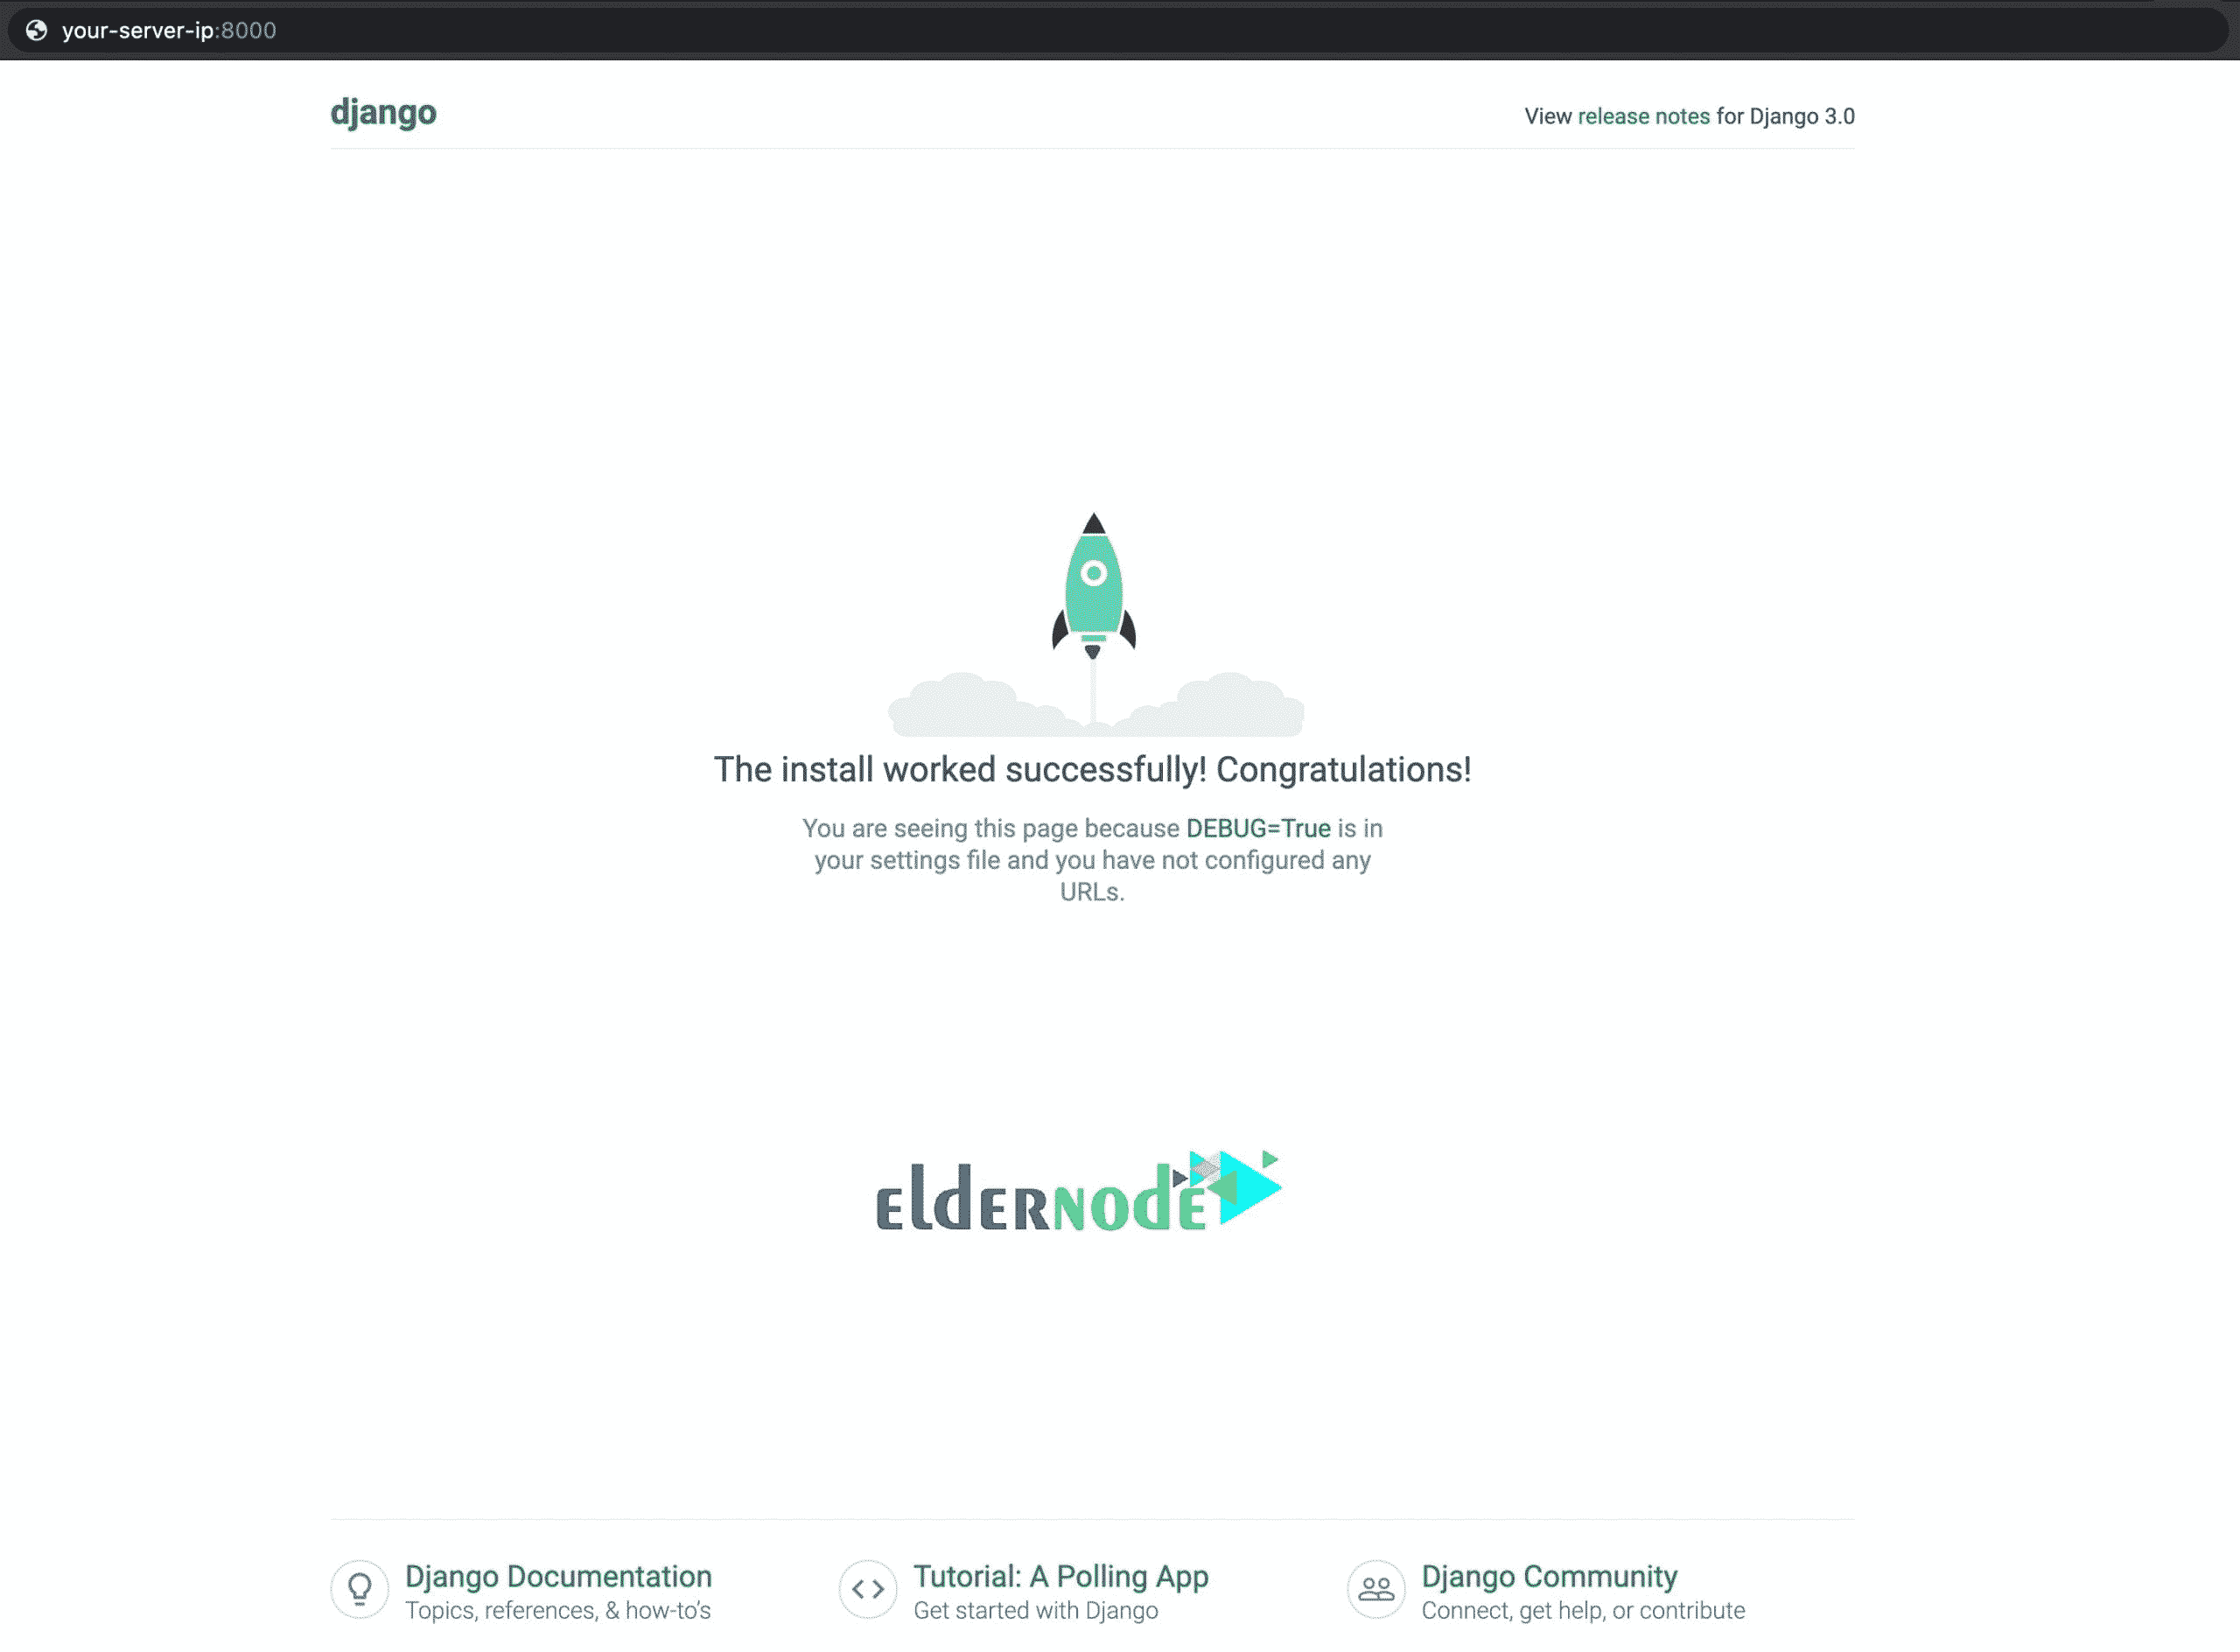 your-server-ip:8000
django
View release notes for Django 3.0
The install worked successfully! Congratulations!
You are seeing this page because DEBUG=True is in
your settings file and you have not configured any
URLs.
eldernode
Django Documentation
Topics, references, & how-to's
Tutorial: A Polling App
Get started with Django
Django Community
Connect, get help, or contribute